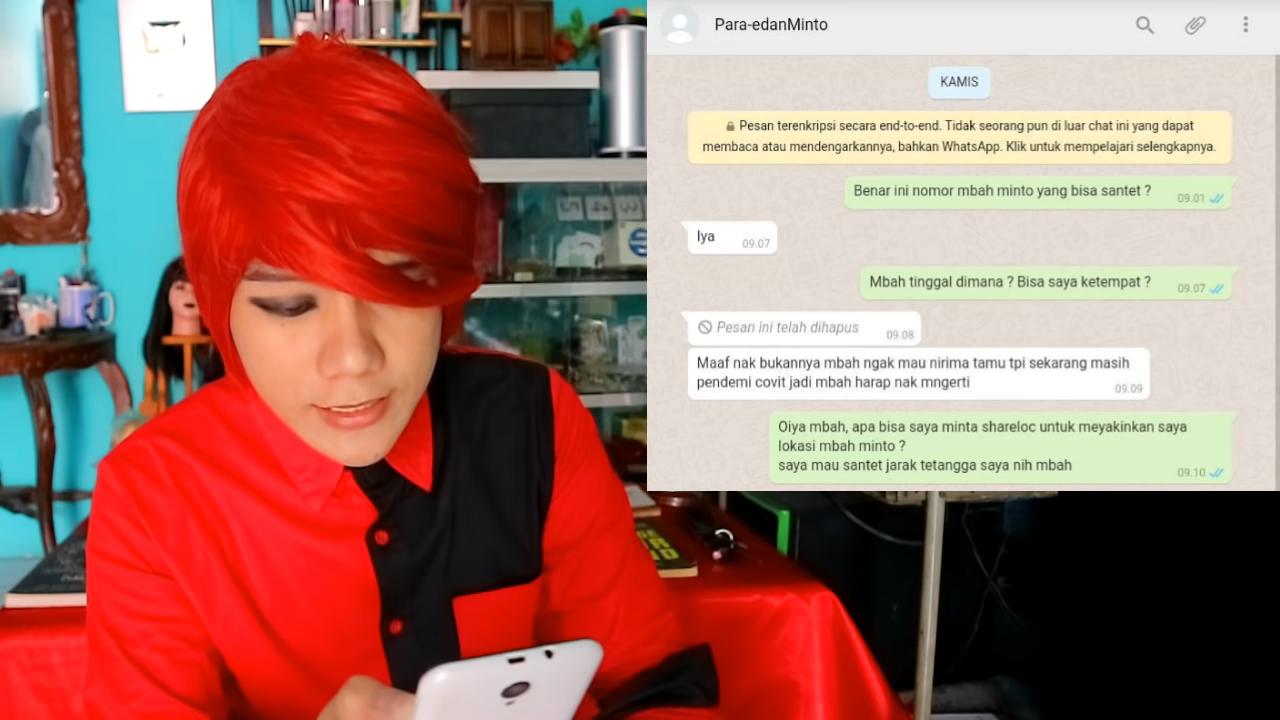 Para-edanMinto
KAMIS
Pesan terenkripsi secara end-to-end. Tidak seorang pun di luar chat ini yang dapat
membaca atau mendengarkannya, bahkan WhatsApp. Klik untuk mempelajari selengkapnya.
Benar ini nomor mbah minto yang bisa santet ?
09.01
Iya
09.07
Mbah tinggal dimana ? Bisa saya ketempat ?
09.07
Pesan ini telah dihapus
09.08
Maaf nak bukannya mbah ngak mau nirima tamu tpi sekarang masih
pendemi covit jadi mbah harap nak mngerti
09.09
Oiya mbah, apa bisa saya minta shareloc untuk meyakinkan saya
lokasi mbah minto ?
saya mau santet jarak tetangga saya nih mbah
09.10